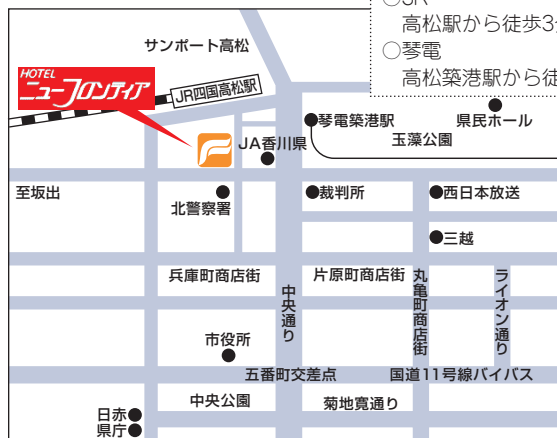 ○JR
高松駅から徒歩3
○琴電
高松築港駅から徒
サンポート高松
HOTEL
ニューフロンティア
JR四国高松駅
琴電築港駅
県民ホール
玉藻公園
JA香川県
至坂出
北警察署
裁判所
西日本放送
三越
兵庫町商店街
片原町商店街
中央通り
丸亀町商店街
ライオン通り
市役所
五番町交差点
国道11号線バイパス
中央公園
菊地寛通り
日赤
県庁